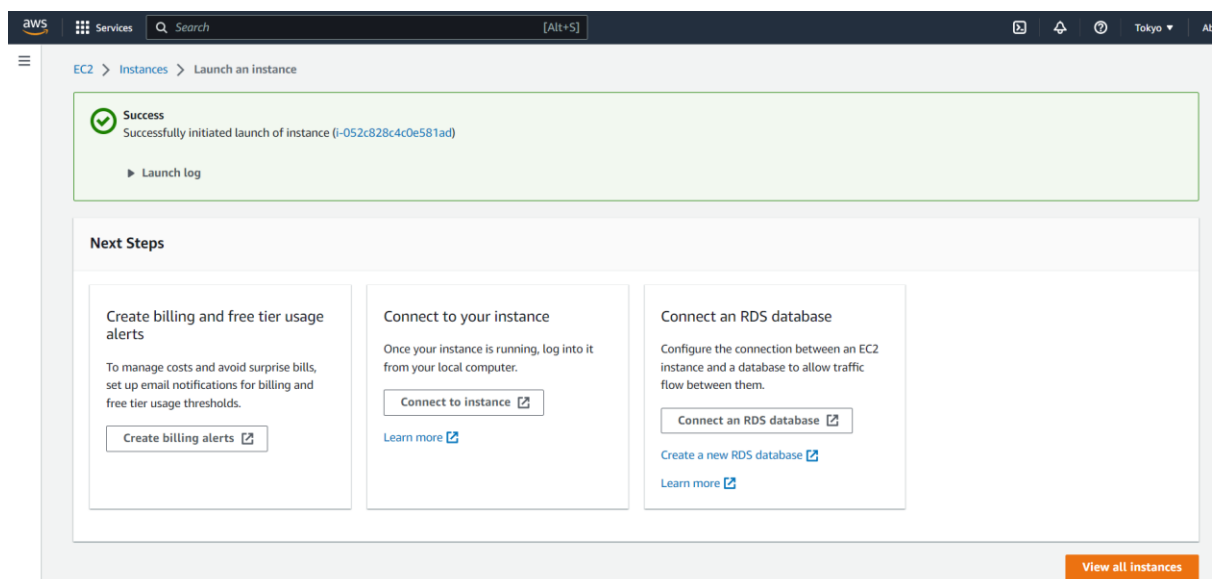 aws
Services
Search
[Alt+S]
Tokyo
EC2 > Instances > Launch an instance
Success
Successfully initiated launch of instance (i-052c828c4c0e581ad)
Launch log
Next Steps
Create billing and free tier usage
alerts
To manage costs and avoid surprise bills,
set up email notifications for billing and
free tier usage thresholds.
Create billing alerts
Connect to your instance
Once your instance is running, log into it
from your local computer.
Connect to instance
Learn more
Connect an RDS database
Configure the connection between an EC2
instance and a database to allow traffic
flow between them.
Connect an RDS database
Create a new RDS database
Learn more
View all instances